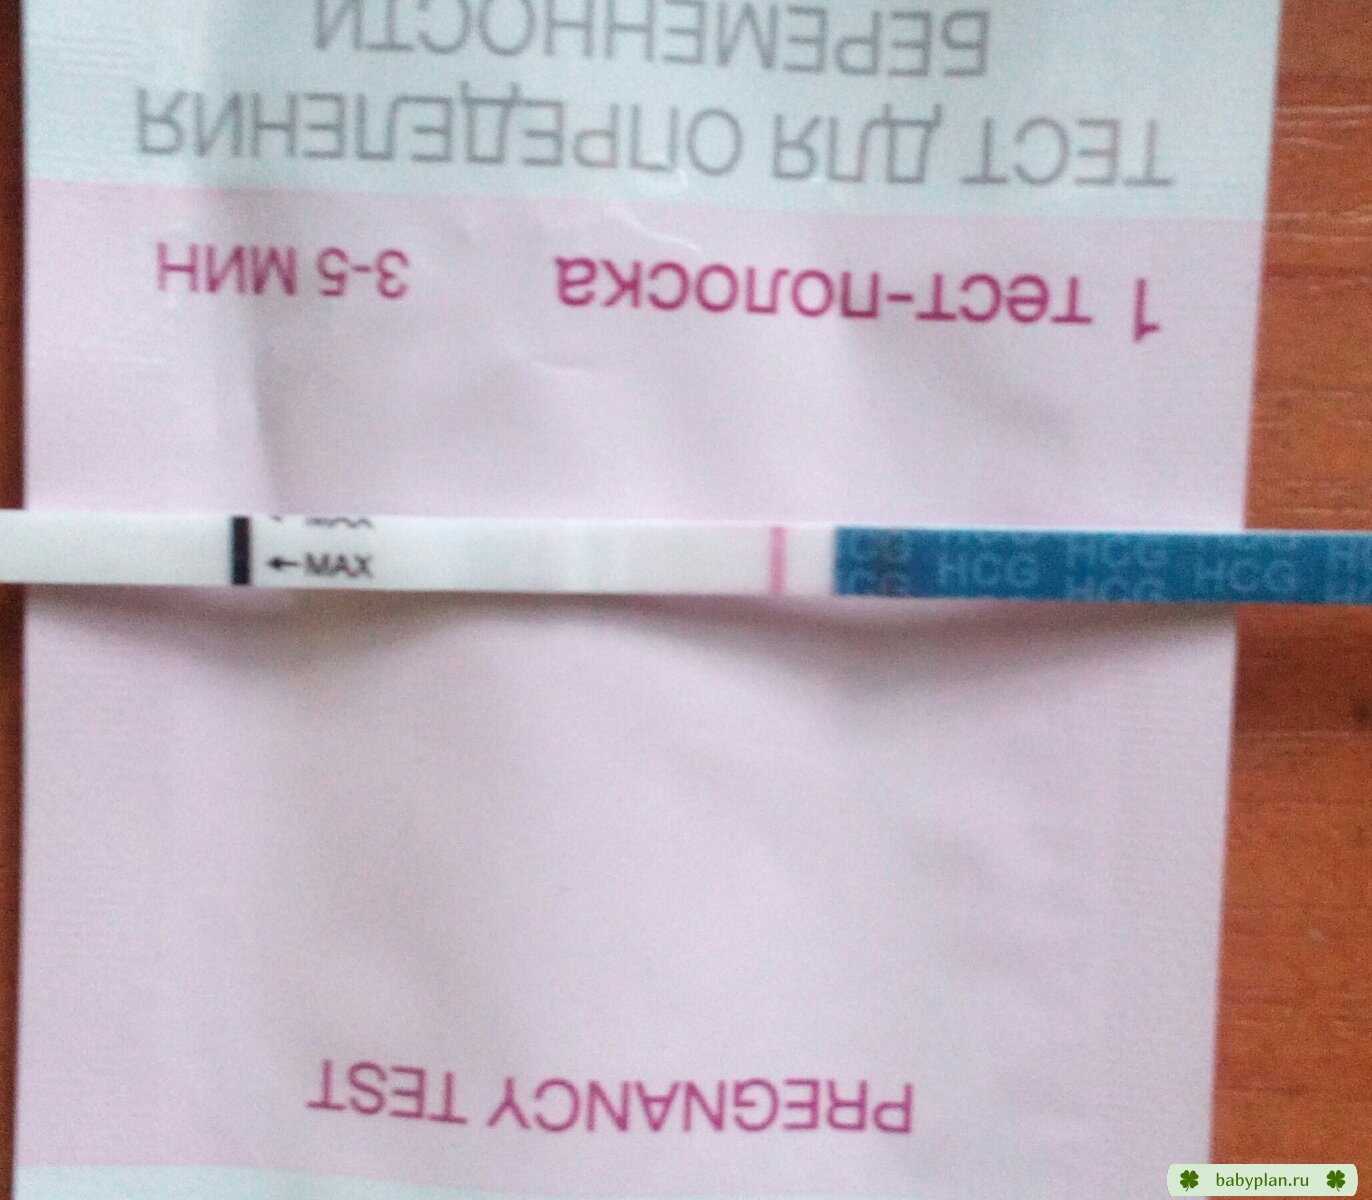 PREGNANCY TEST
1 тест-полоска 3-5 МИН
ТЕСТ ДЛЯ ОПРЕДЕЛЕНИЯ
БЕРЕМЕННОСТИ
←MAX
HCG HCG HCG
HCG HCG
HCG HCG
babyplan.ru